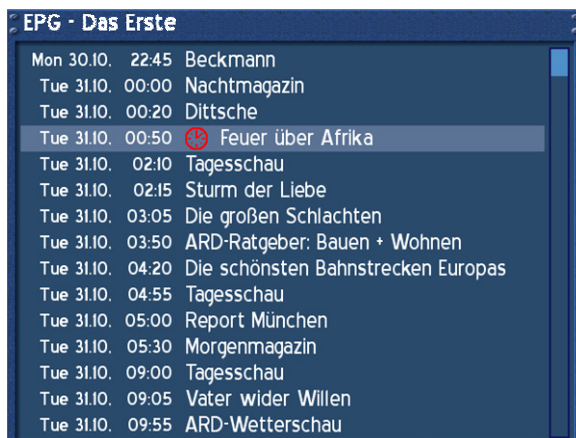 EPG - Das Erste
Mon 30.10. 22:45 Beckmann
Tue 31.10. 00:00 Nachtmagazin
Tue 31.10. 00:20 Dittsche
Tue 31.10. 00:50 Feuer über Afrika
Tue 31.10. 02:10 Tagesschau
Tue 31.10. 02:15 Sturm der Liebe
Tue 31.10. 03:05 Die großen Schlachten
Tue 31.10. 03:50 ARD-Ratgeber: Bauen + Wohnen
Tue 31.10. 04:20 Die schönsten Bahnstrecken Europas
Tue 31.10. 04:55 Tagesschau
Tue 31.10. 05:00 Report München
Tue 31.10. 05:30 Morgenmagazin
Tue 31.10. 09:00 Tagesschau
Tue 31.10. 09:05 Vater wider Willen
Tue 31.10. 09:55 ARD-Wetterschau